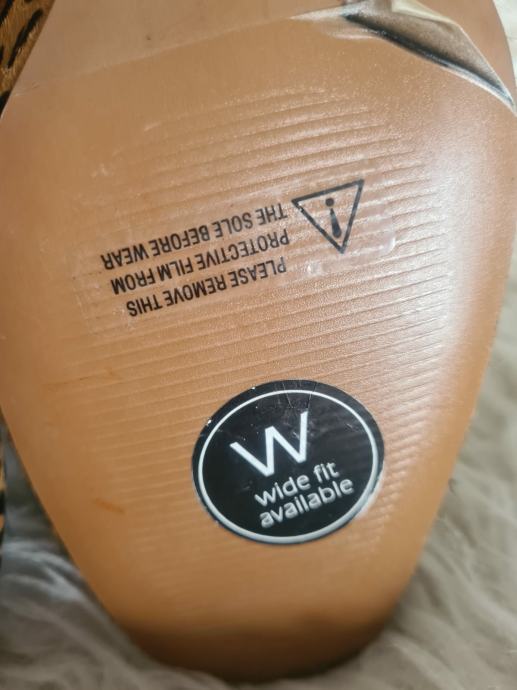 PLEASE REMOVE THIS
PROTECTIVE FILM FROM
THE SOLE BEFORE WEAR
W
wide fit
available